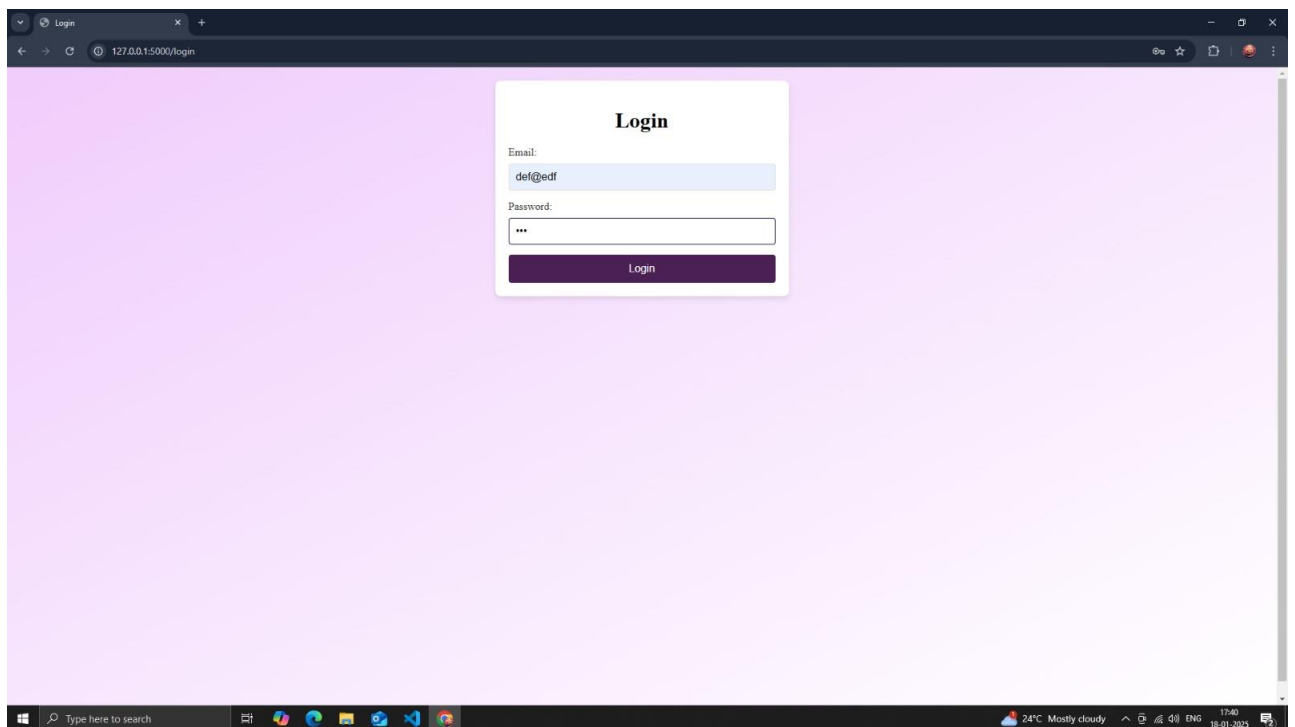 Login
127.0.0.1:5000/login
Login
Email:
def@edf
Password:
•••
Login
Type here to search
24°C Mostly cloudy
ENG
17:40
18-01-2025